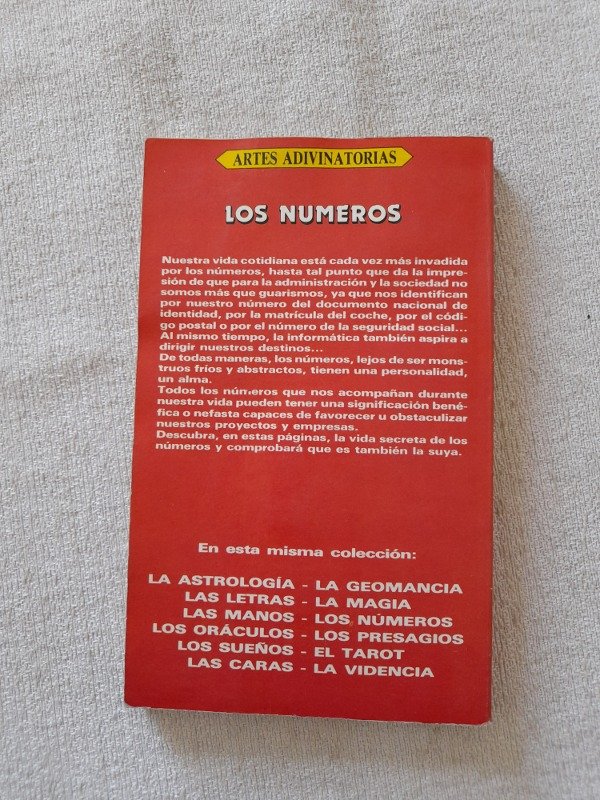 ARTES ADIVINATORIAS
LOS NUMEROS
Nuestra vida cotidiana está cada vez más invadida
por los números, hasta tal punto que da la impre-
sión de que para la administración y la sociedad no
somos más que guarismos, ya que nos identifican
por nuestro número del documento nacional de
identidad, por la matrícula del coche, por el códi-
go postal o por el número de la seguridad social...
Al mismo tiempo, la informática también aspira a
dirigir nuestros destinos...
De todas maneras, los números, lejos de ser mons-
truos fríos y abstractos, tienen una personalidad,
un alma.
Todos los números que nos acompañan durante
nuestra vida pueden tener una significación bené-
fica o nefasta capaces de favorecer u obstaculizar
nuestros proyectos y empresas.
Descubra, en estas páginas, la vida secreta de los
números y comprobará que es también la suya.
En esta misma colección:
LA ASTROLOGÍA - LA GEOMANCIA
LAS LETRAS - LA MAGIA
LAS MANOS - LOS NÚMEROS
LOS ORÁCULOS - LOS PRESAGIOS
LOS SUEÑOS - EL TAROT
LAS CARAS - LA VIDENCIA